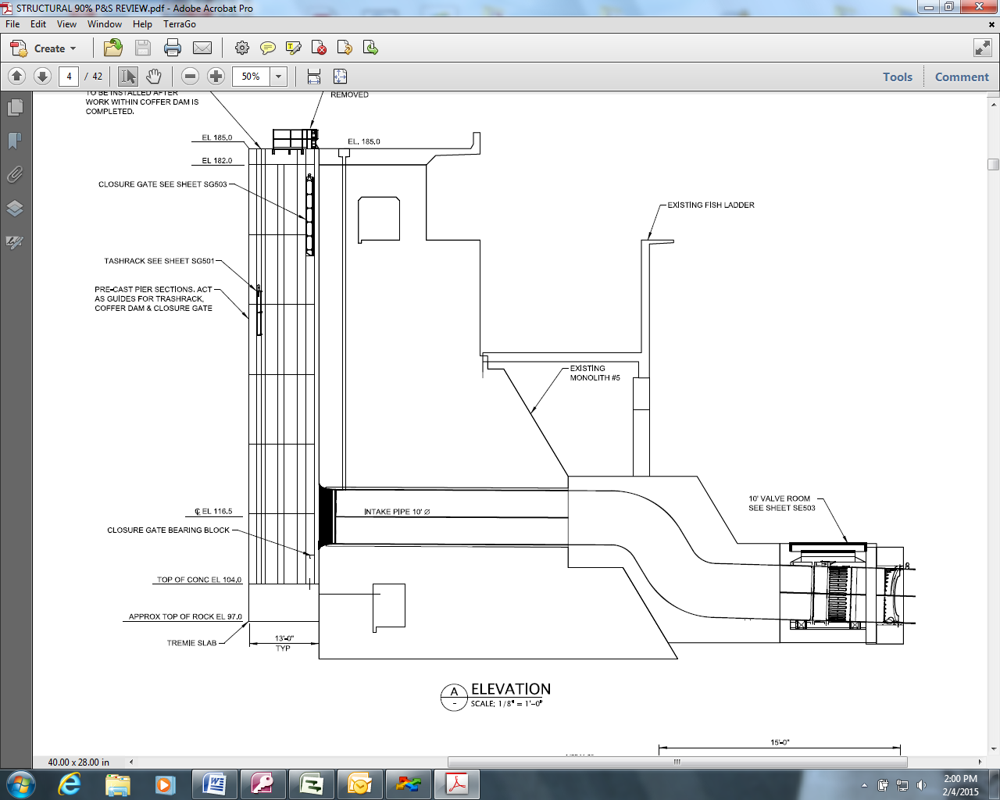 STRUCTURAL 90% P&S REVIEW.pdf - Adobe Acrobat Pro
File Edit View Window Help TerraGo
Create
4 / 42 50% Tools Comment
TO BE INSTALLED AFTER
WORK WITHIN COFFER DAM IS
COMPLETED.
REMOVED
EL 185.0
EL. 185.0
EL 182.0
CLOSURE GATE SEE SHEET SG503
EXISTING FISH LADDER
TASHRACK SEE SHEET SG501
PRE-CAST PIER SECTIONS. ACT
AS GUIDES FOR TRASHRACK,
COFFER DAM & CLOSURE GATE
EXISTING
MONOLITH #5
10' VALVE ROOM
SEE SHEET SE503
℄ EL 116.5
INTAKE PIPE 10' Ø
CLOSURE GATE BEARING BLOCK
TOP OF CONC EL 104.0
APPROX TOP OF ROCK EL 97.0
TREMIE SLAB
13'-0"
TYP
A
-
ELEVATION
SCALE: 1/8" = 1'-0"
15'-0"
40.00 x 28.00 in
2:00 PM
2/4/2015